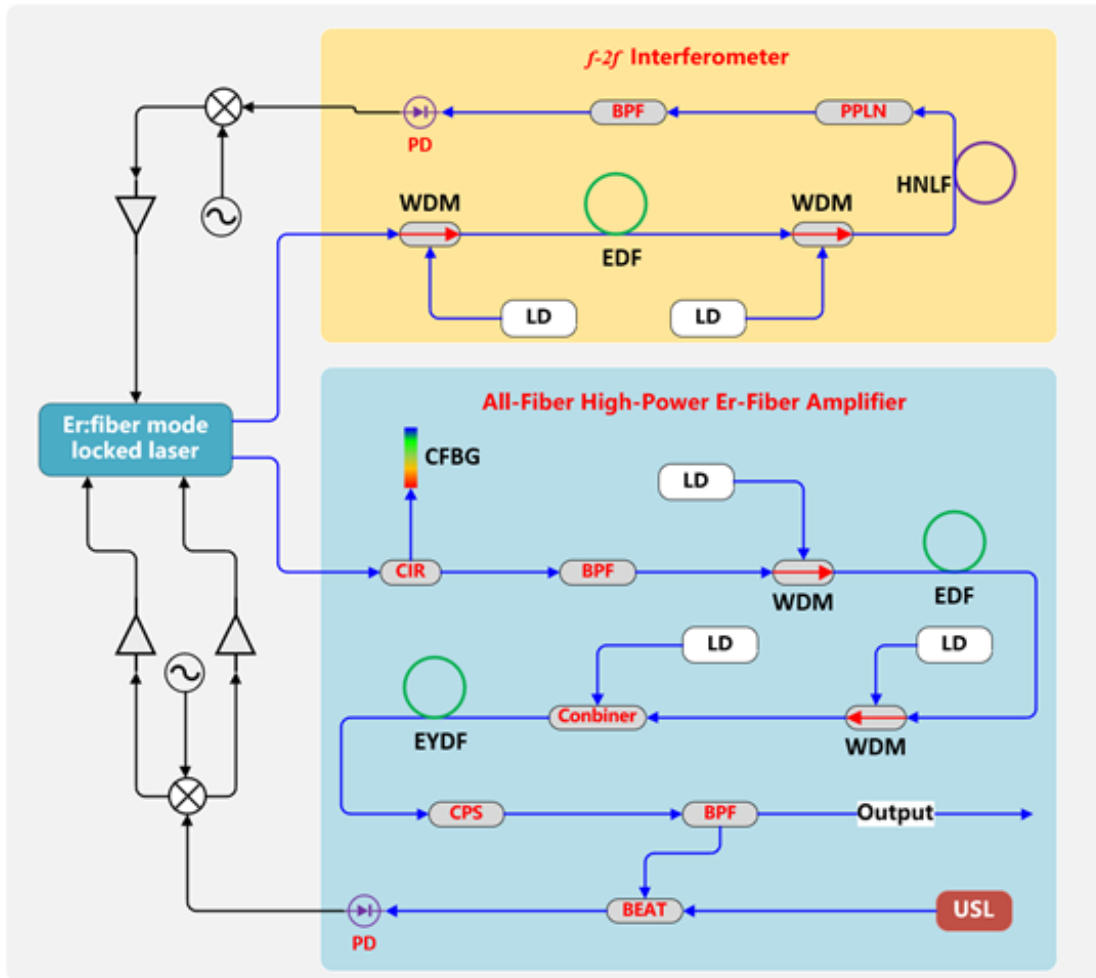 f-2f Interferometer
BPF
PPLN
PD
HNLF
WDM
WDM
EDF
LD
LD
Er:fiber mode
locked laser
All-Fiber High-Power Er-Fiber Amplifier
CFBG
LD
CIR
BPF
WDM
EDF
LD
LD
Conbiner
EYDF
WDM
CPS
BPF
Output
BEAT
USL
PD